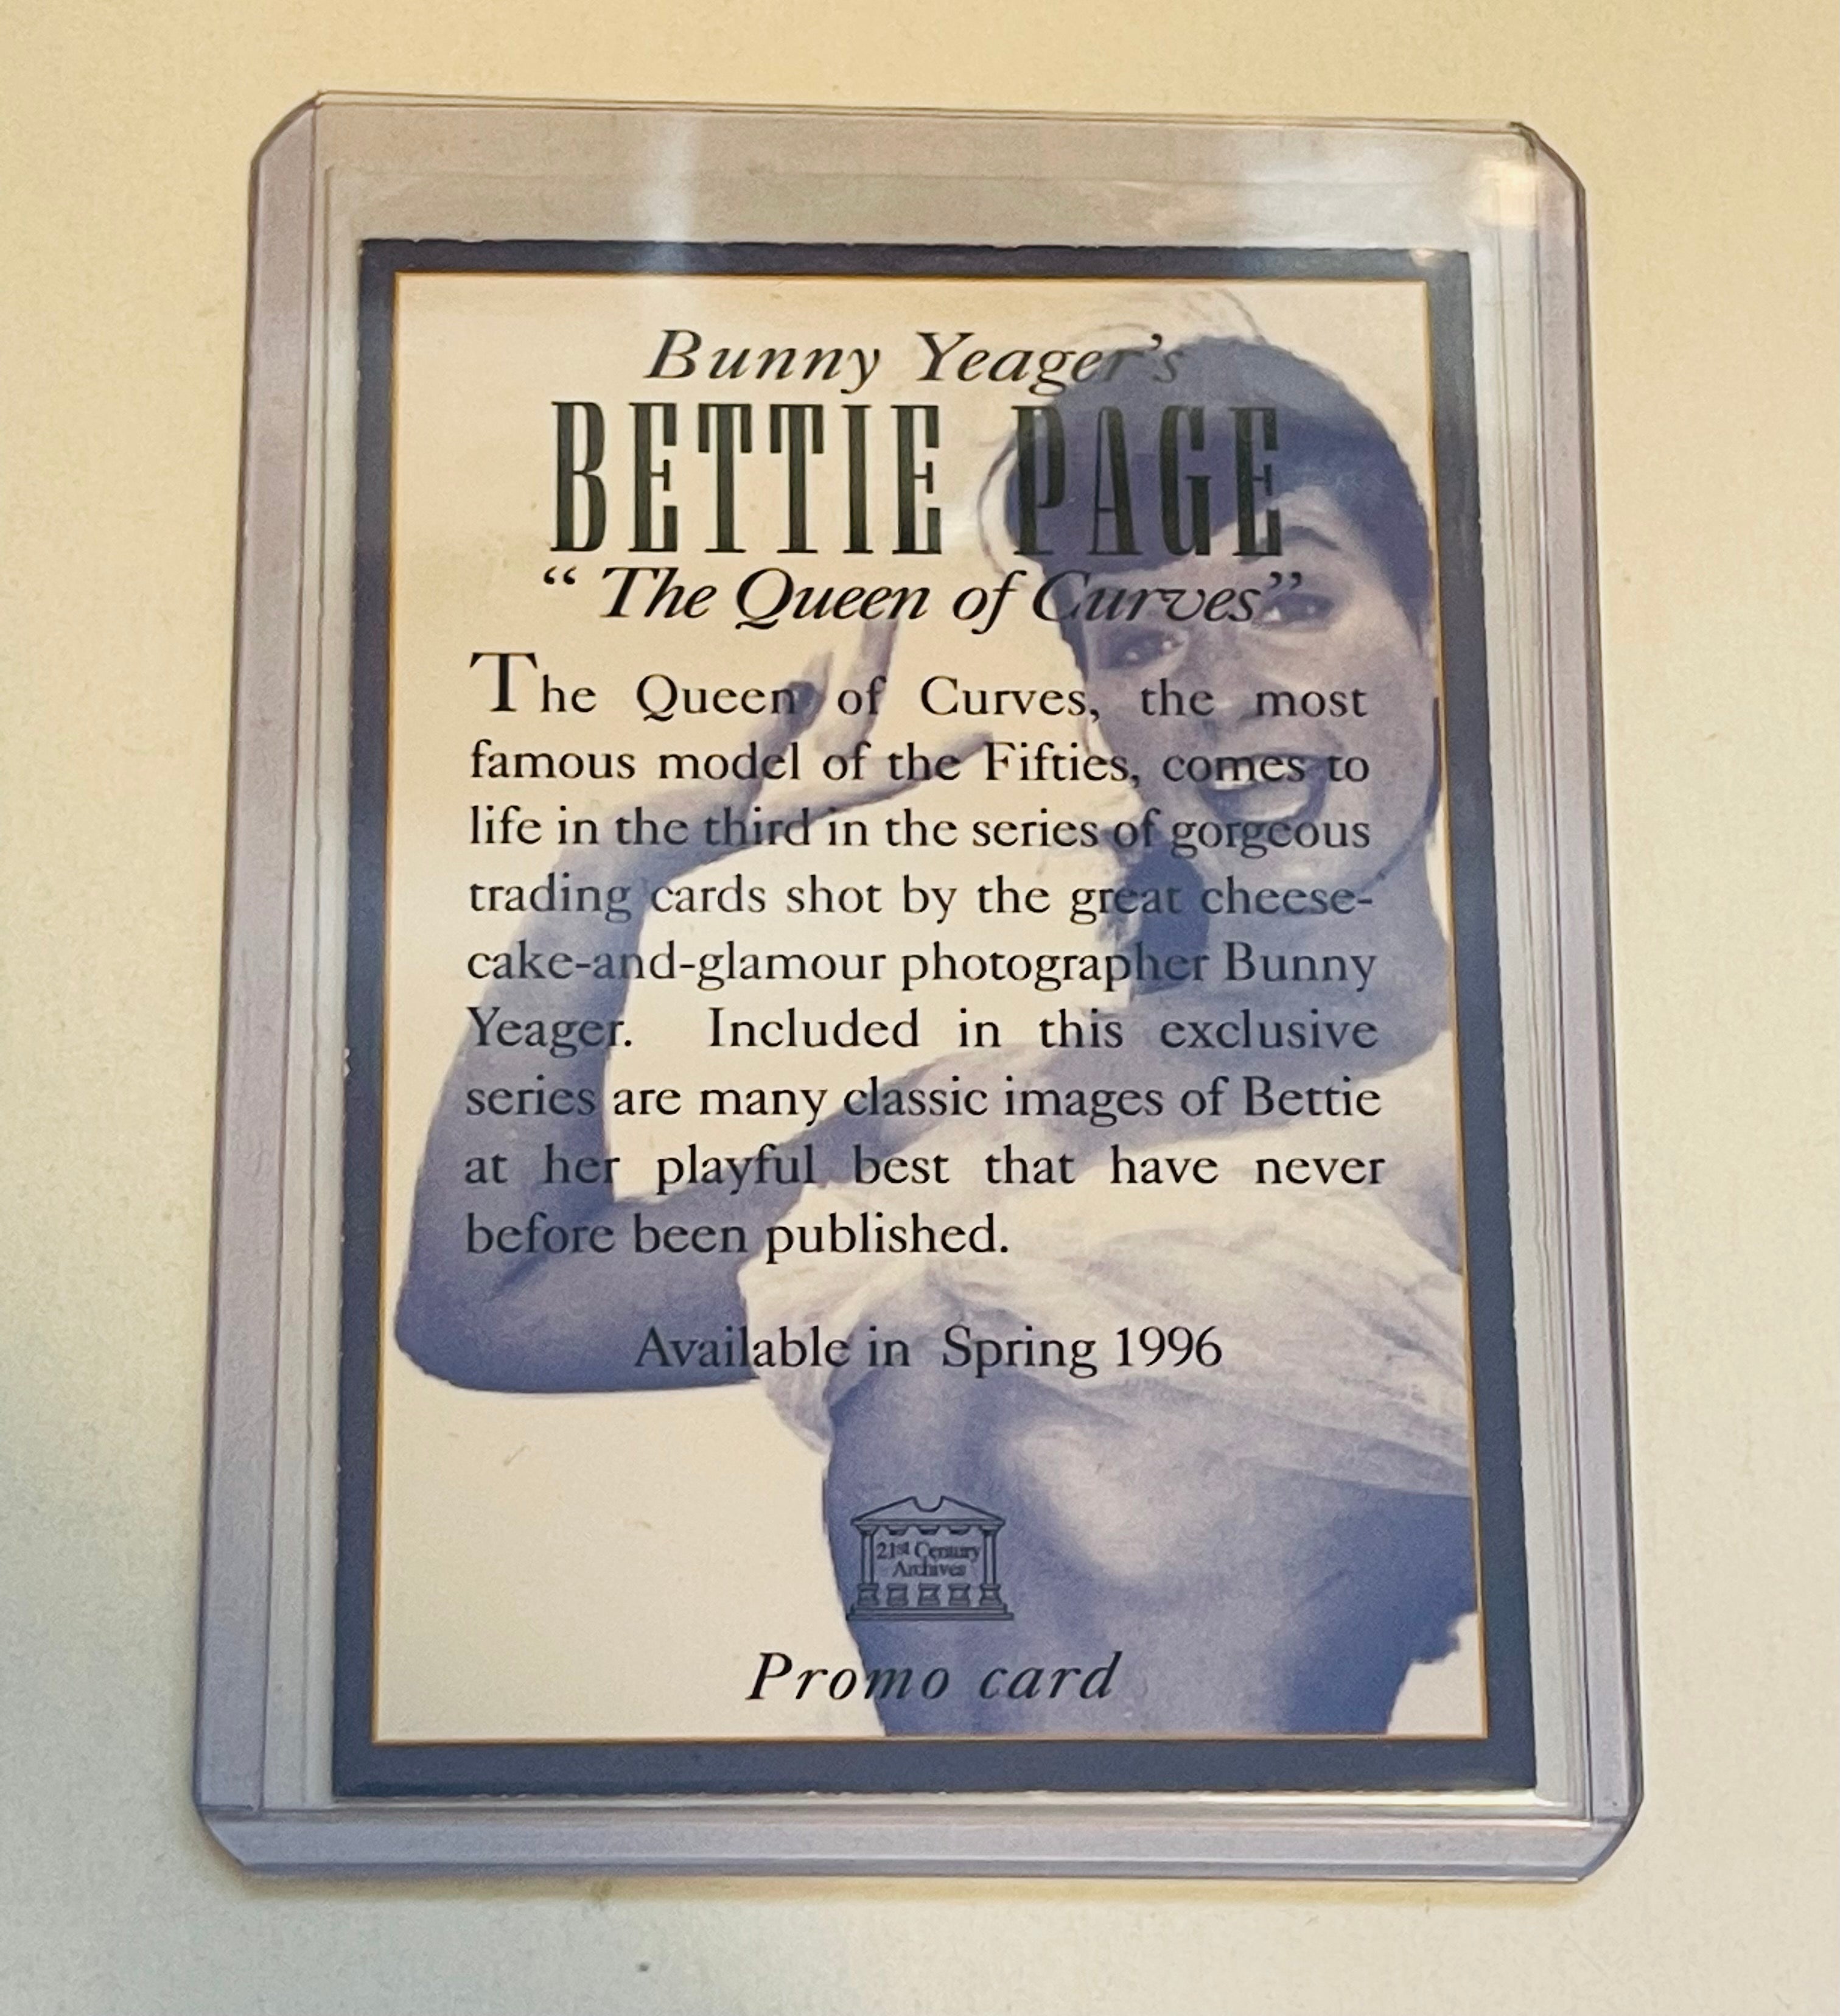 Bunny Yeager's
BETTIE PAGE
“ The Queen of Curves”
The Queen of Curves, the most
famous model of the Fifties, comes to
life in the third in the series of gorgeous
trading cards shot by the great cheese-
cake-and-glamour photographer Bunny
Yeager. Included in this exclusive
series are many classic images of Bettie
at her playful best that have never
before been published.
Available in Spring 1996
21st Century
Archives
Promo card